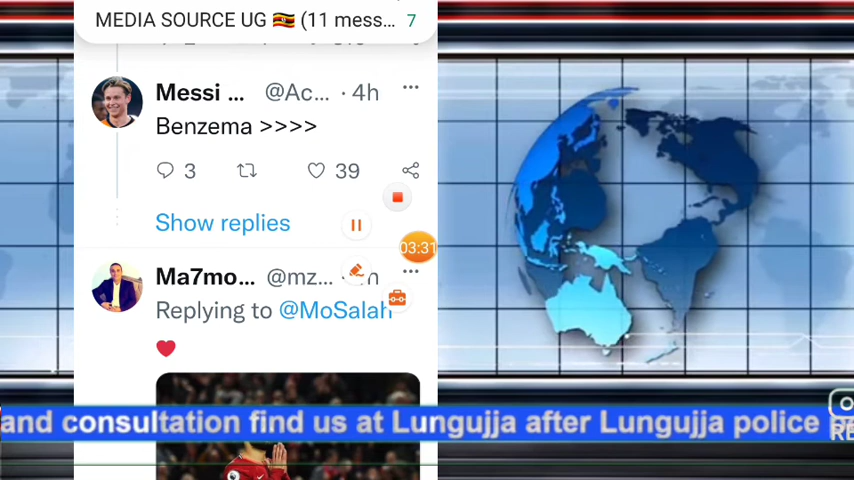 MEDIA SOURCE UG 🇺🇬 (11 mess... 7
Messi ... @Ac... · 4h
Benzema >>>>
3 39
Show replies
03:31
Ma7mo... @mz...
Replying to @MoSalah
❤️
and consultation find us at Lungujja after Lungujja police